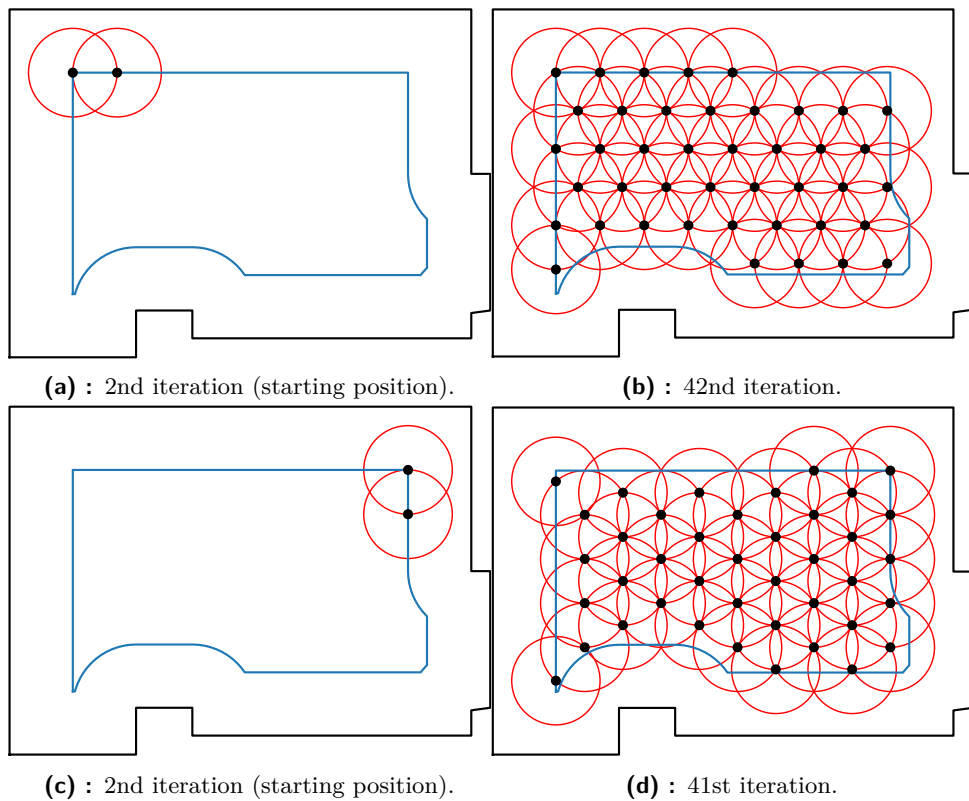 (a) : 2nd iteration (starting position).
(b) : 42nd iteration.
(c) : 2nd iteration (starting position).
(d) : 41st iteration.